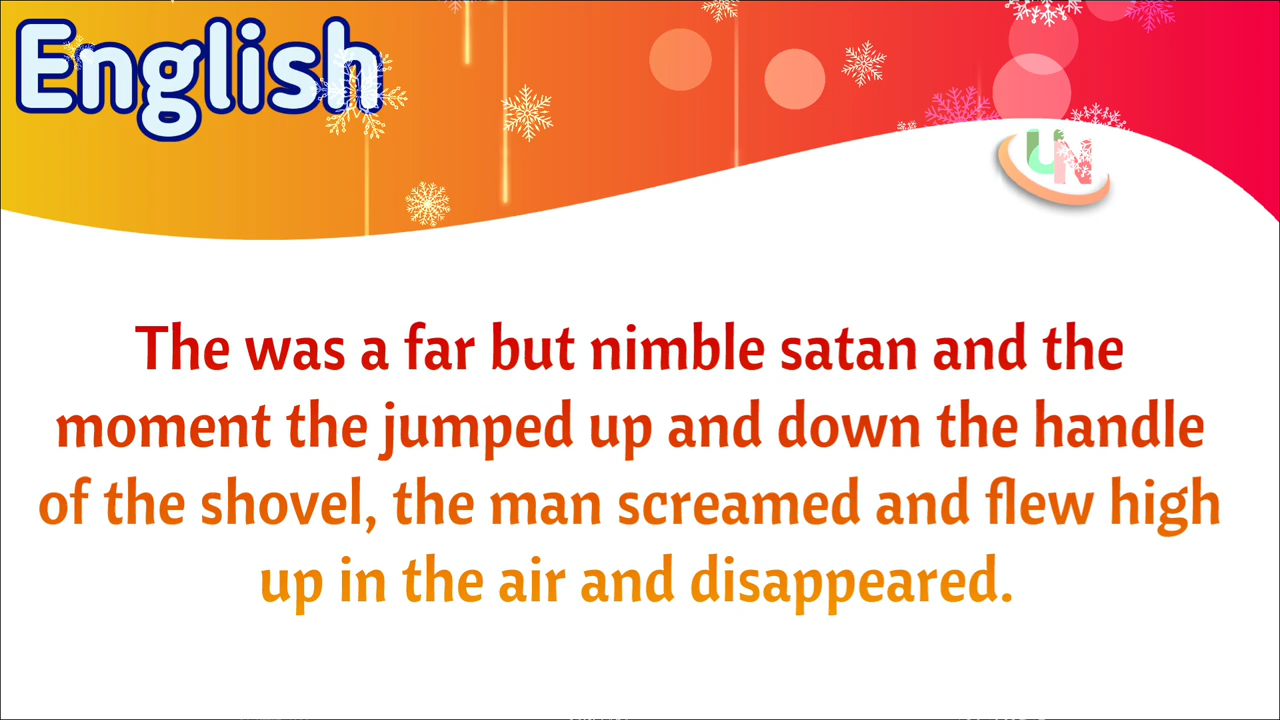 English
UN
The was a far but nimble satan and the
moment the jumped up and down the handle
of the shovel, the man screamed and flew high
up in the air and disappeared.